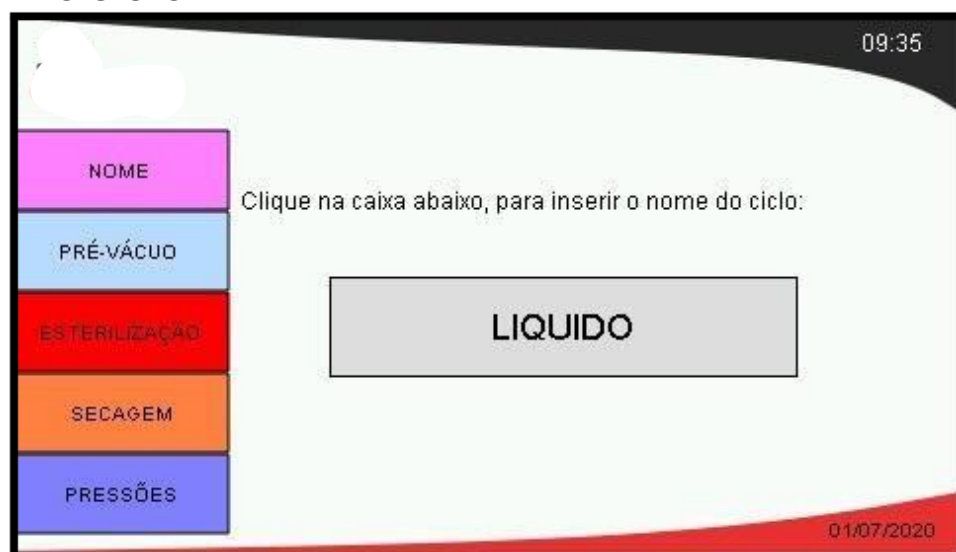 09:35
NOME
Clique na caixa abaixo, para inserir o nome do ciclo:
PRÉ-VÁCUO
LIQUIDO
ESTERILIZAÇÃO
SECAGEM
PRESSÕES
01/07/2020